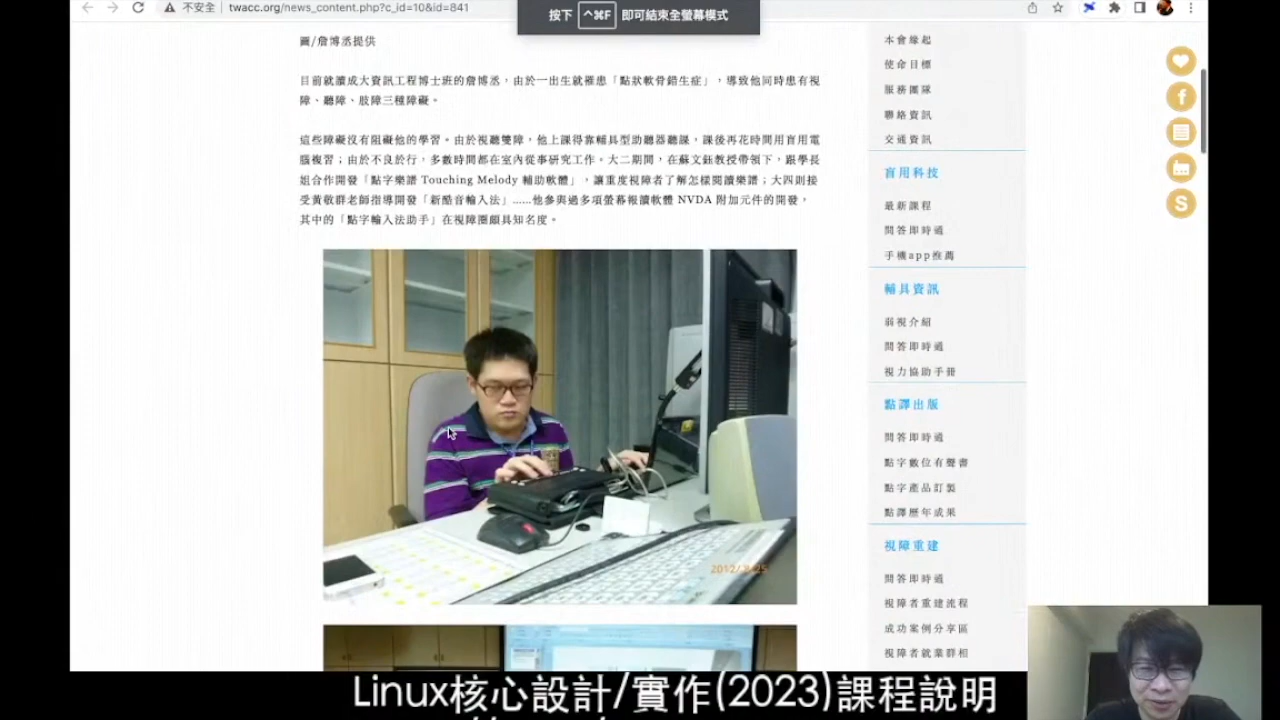 不安全 twacc.org/news_content.php?c_id=10&id=841
按下 ^⌘F 即可結束全螢幕模式
圖/詹博丞提供
目前就讀成大資訊工程博士班的詹博丞，由於一出生就罹患「點狀軟骨鈣生症」，導致他同時患有視
障、聽障、肢障三種障礙。
這些障礙沒有阻礙他的學習。由於視聽雙障，他上課得靠輔具型助聽器聽課，課後再花時間用盲用電
腦複習；由於不良於行，多數時間都在室內從事研究工作。大二期間，在蘇文鈺教授帶領下，跟學長
姐合作開發「點字樂譜 Touching Melody 輔助軟體」，讓重度視障者了解怎樣閱讀樂譜；大四則接
受黃敬群老師指導開發「新酷音輸入法」......他參與過多項螢幕報讀軟體 NVDA 附加元件的開發，
其中的「點字輸入法助手」在視障圈頗具知名度。
2012/8/25
本會緣起
使命目標
服務團隊
聯絡資訊
交通資訊
盲用科技
最新課程
問答即時通
手機app推薦
輔具資訊
弱視介紹
問答即時通
視力協助手冊
點譯出版
問答即時通
點字數位有聲書
點字產品訂製
點譯歷年成果
視障重建
問答即時通
視障者重建流程
成功案例分享區
視障者就業群相
Linux核心設計/實作(2023)課程說明